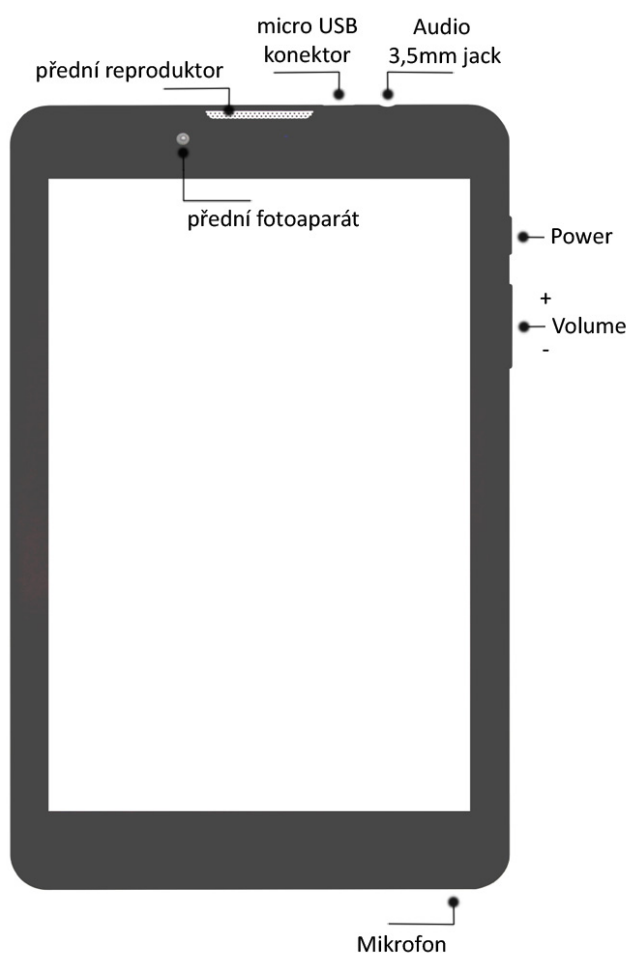 micro USB
konektor
Audio
3,5mm jack
přední reproduktor
přední fotoaparát
Power
+
Volume
-
Mikrofon